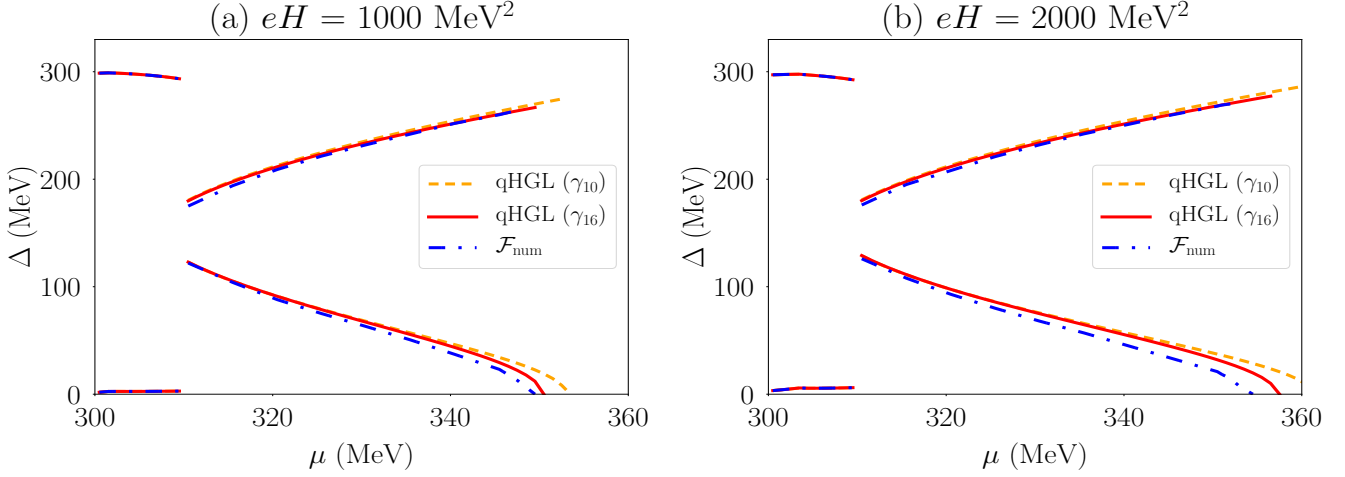 (a) eH = 1000 MeV²
300
200
100
0
Δ (MeV)
qHGL (γ₁₀)
qHGL (γ₁₆)
𝓕num
300
320
340
360
μ (MeV)
(b) eH = 2000 MeV²
300
200
100
0
Δ (MeV)
qHGL (γ₁₀)
qHGL (γ₁₆)
𝓕num
300
320
340
360
μ (MeV)